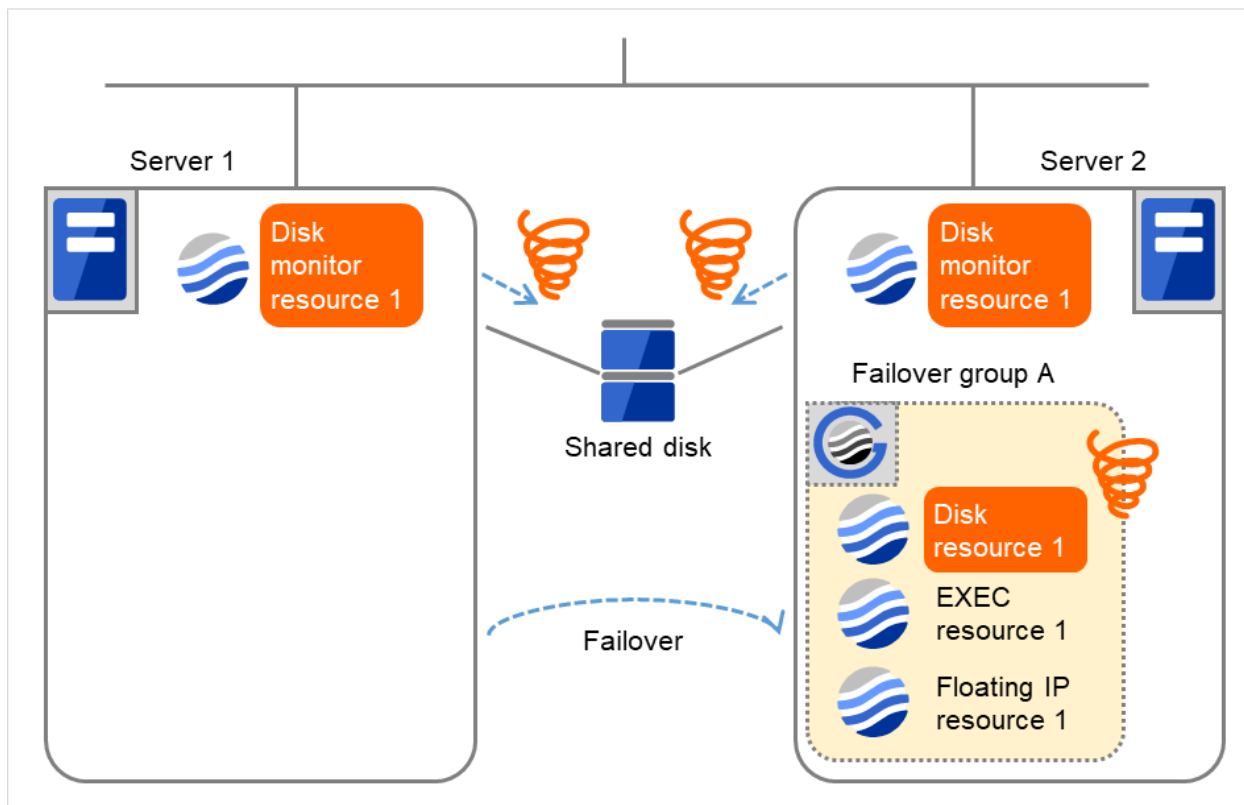 Server 1
Server 2
Disk
monitor
resource 1
Disk
monitor
resource 1
Failover group A
Shared disk
Disk
resource 1
EXEC
resource 1
Failover
Floating IP
resource 1